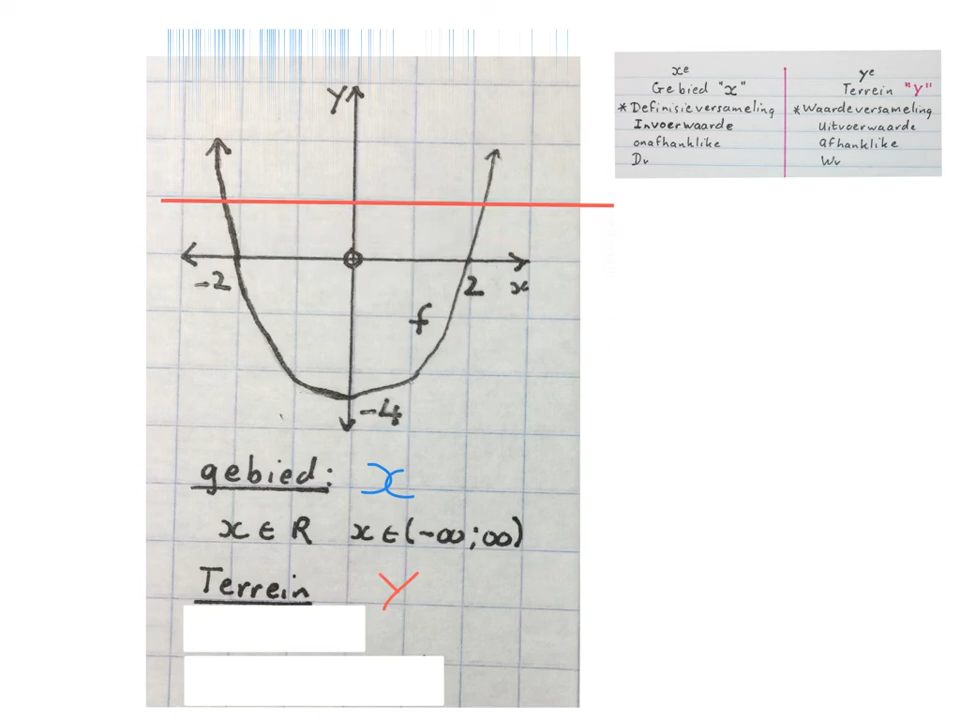 y
-2
2
x
f
-4
gebied: x
x ∈ R x ∈ (-∞;∞)
Terrein y
xe
Gebied "x"
*Definisieversameling
Invoerwaarde
onafhanklike
Dv
ye
Terrein "y"
*Waardeversameling
Uitvoerwaarde
afhanklike
Wv